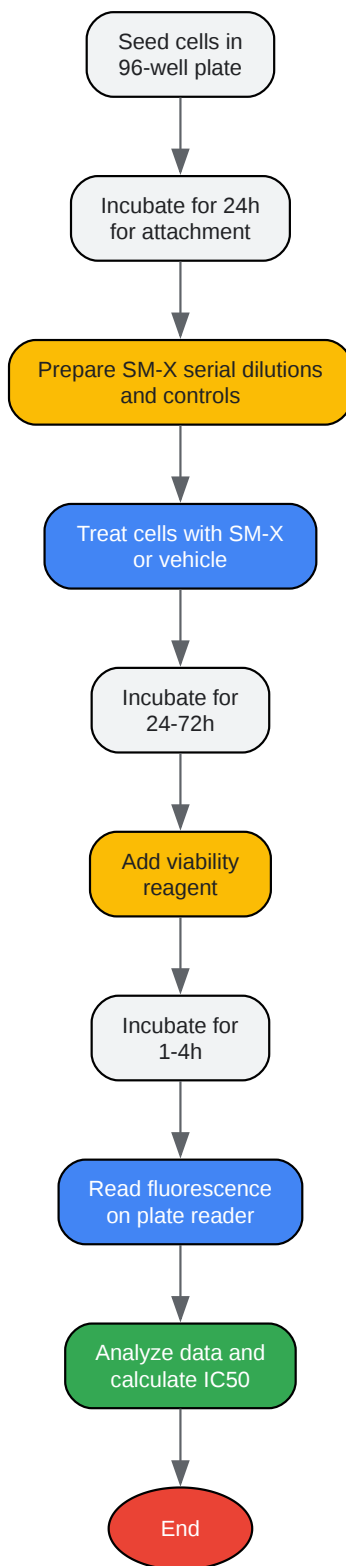 Seed cells in
96-well plate
Incubate for 24h
for attachment
Prepare SM-X serial dilutions
and controls
Treat cells with SM-X
or vehicle
Incubate for
24-72h
Add viability
reagent
Incubate for
1-4h
Read fluorescence
on plate reader
Analyze data and
calculate IC50
End